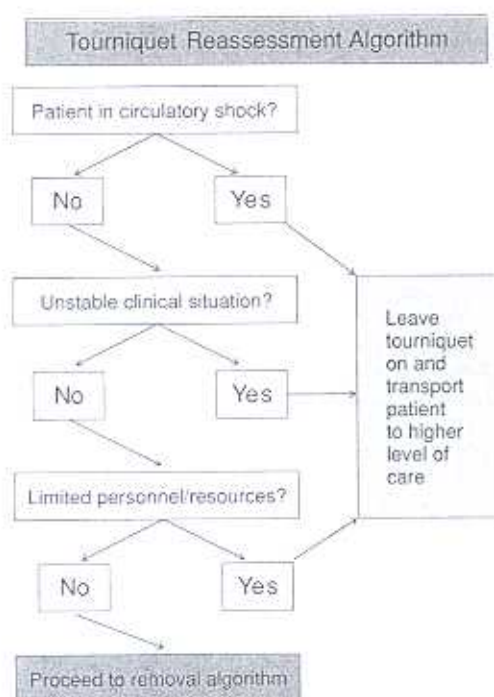 Tourniquet Reassessment Algorithm
Patient in circulatory shock?
No
Yes
Unstable clinical situation?
No
Yes
Leave
tourniquet
on and
transport
patient
to higher
level of
care
Limited personnel/resources?
No
Yes
Proceed to removal algorithm